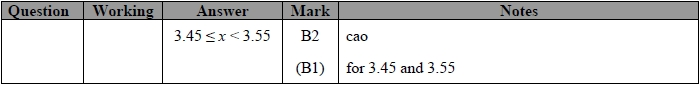 Question Working Answer Mark Notes
3.45 ≤ x < 3.55 B2 cao
(B1) for 3.45 and 3.55